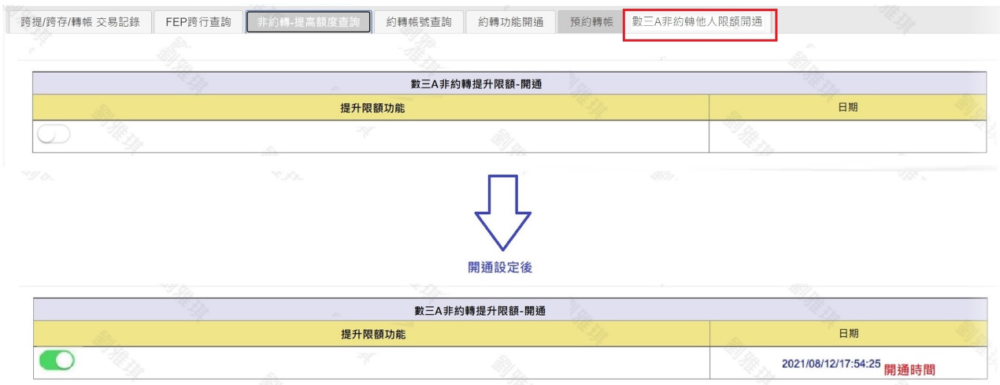 跨提/跨存/轉帳 交易記錄 FEP跨行查詢 非約轉-提高額度查詢 約轉帳號查詢 約轉功能開通 預約轉帳 數三A非約轉他人限額開通
數三A非約轉提升限額-開通
提升限額功能 日期
開通設定後
數三A非約轉提升限額-開通
提升限額功能 日期
2021/08/12/17:54:25 開通時間
劉雅琪